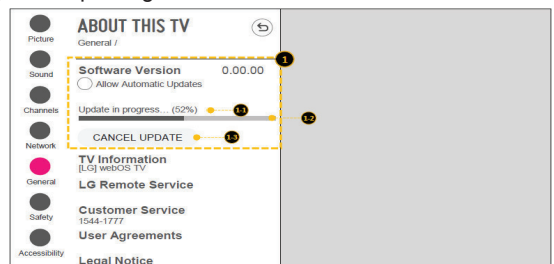 ABOUT THIS TV
General /
Picture
Software Version 0.00.00
Allow Automatic Updates
Sound
Update in progress... (52%)
Channels
CANCEL UPDATE
Network
TV Information
[LG] webOS TV
General
LG Remote Service
Customer Service
1544-1777
Safety
User Agreements
Accessibility
Legal Notice
1
1-1
1-2
1-3